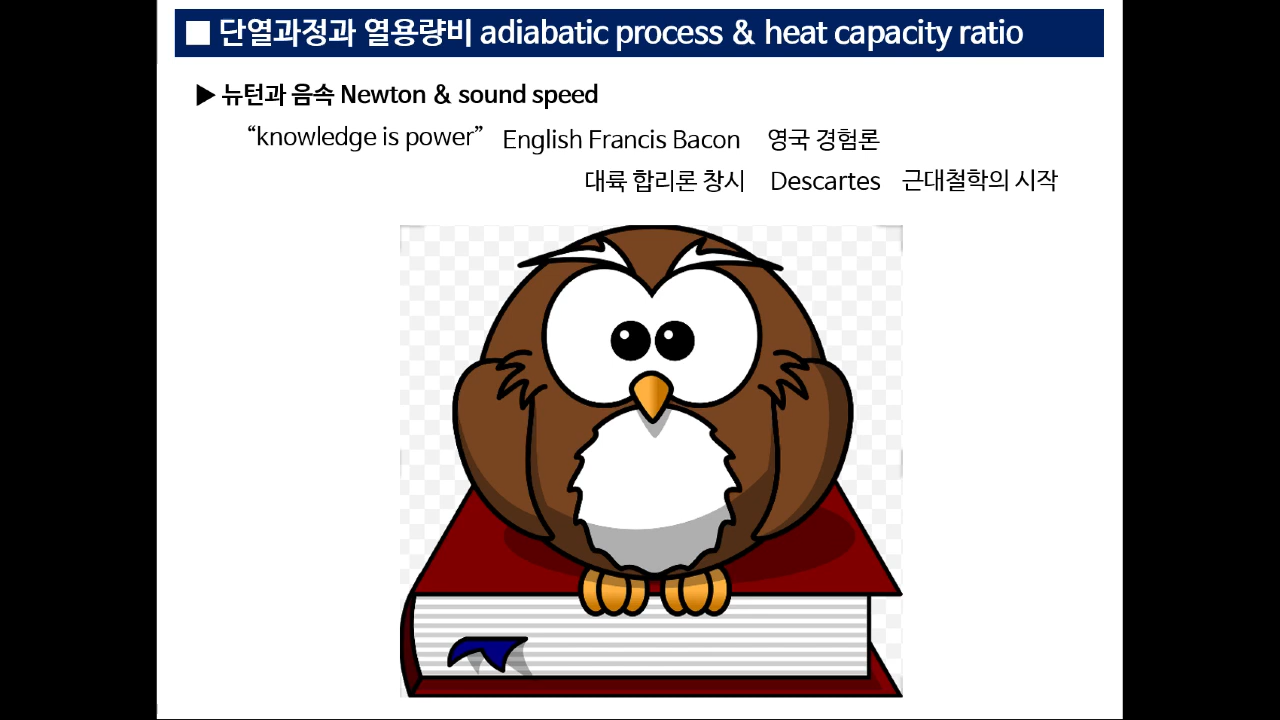 ■ 단열과정과 열용량비 adiabatic process & heat capacity ratio
▶ 뉴턴과 음속 Newton & sound speed
“knowledge is power” English Francis Bacon 영국 경험론
대륙 합리론 창시 Descartes 근대철학의 시작